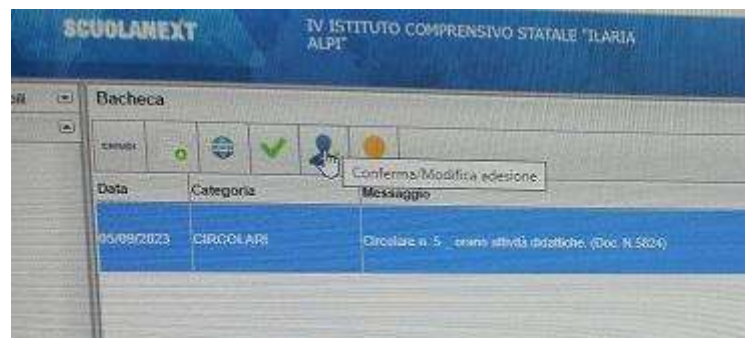 SCUOLANEXT
IV ISTITUTO COMPRENSIVO STATALE "ILARIA
ALPI"
Bacheca
CHIUDI
Conferma/Modifica adesione
Data Categoria Messaggio
05/09/2023 CIRCOLARI Circolare n. 5 _ orario attività didattiche. (Doc. N.5824)